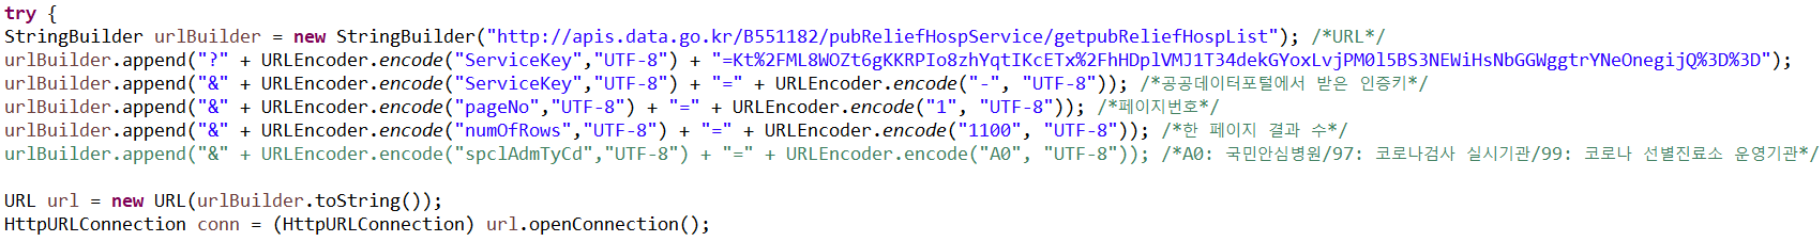 try {
StringBuilder urlBuilder = new StringBuilder("http://apis.data.go.kr/B551182/pubReliefHospService/getpubReliefHospList"); /*URL*/
urlBuilder.append("?" + URLEncoder.encode("ServiceKey","UTF-8") + "=Kt%2FML8WOZt6gKKRPIo8zhYqtIKcETx%2FhHDplVMJ1T34dekGYoxLvjPM0l5BS3NEWiHsNbGGWggtrYNeOnegijQ%3D%3D");
urlBuilder.append("&" + URLEncoder.encode("ServiceKey","UTF-8") + "=" + URLEncoder.encode("-", "UTF-8")); /*공공데이터포털에서 받은 인증키*/
urlBuilder.append("&" + URLEncoder.encode("pageNo","UTF-8") + "=" + URLEncoder.encode("1", "UTF-8")); /*페이지번호*/
urlBuilder.append("&" + URLEncoder.encode("numOfRows","UTF-8") + "=" + URLEncoder.encode("1100", "UTF-8")); /*한 페이지 결과 수*/
urlBuilder.append("&" + URLEncoder.encode("spclAdmTyCd","UTF-8") + "=" + URLEncoder.encode("A0", "UTF-8")); /*A0: 국민안심병원/97: 코로나검사 실시기관/99: 코로나 선별진료소 운영기관*/
URL url = new URL(urlBuilder.toString());
HttpURLConnection conn = (HttpURLConnection) url.openConnection();